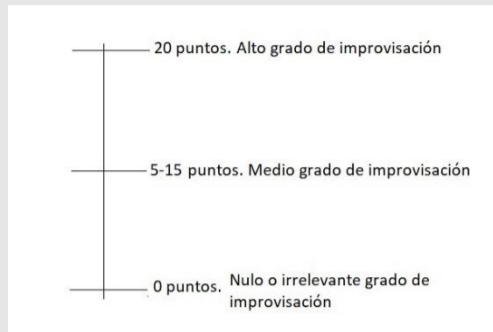 20 puntos. Alto grado de improvisación
5-15 puntos. Medio grado de improvisación
0 puntos. Nulo o irrelevante grado de
improvisación